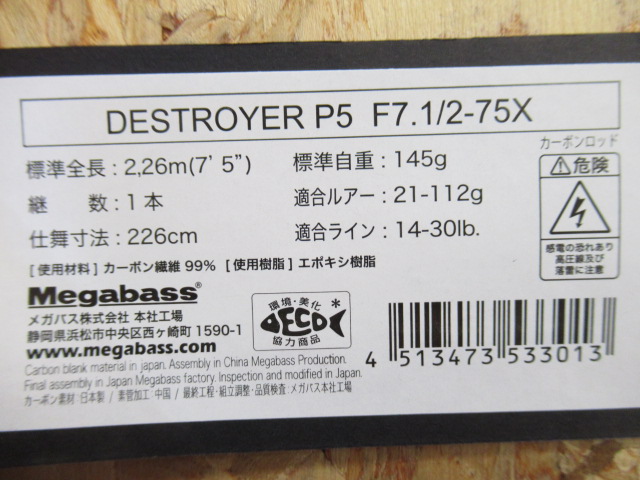 DESTROYER P5 F7.1/2-75X
標準全長：2,26m(7’ 5”)
標準自重：145g
継 数：1本
適合ルアー：21-112g
仕舞寸法：226cm
適合ライン：14-30lb.
カーボンロッド
⚠危険
感電の恐れあり
高圧線及び
落雷に注意
[使用材料] カーボン繊維 99% [使用樹脂] エポキシ樹脂
Megabass®
メガバス株式会社 本社工場
静岡県浜松市中央区西ヶ崎町 1590-1
www.megabass.com
環境・美化
DECO*
協力商品
4 513473 533013
Carbon blank material in japan. Assembly in China Megabass Production.
Final assembly in Japan Megabass factory. Inspection and modified in Japan.
カーボン素材：日本製 / 素管加工：中国 / 最終工程・組立調整・品質検査：メガバス本社工場